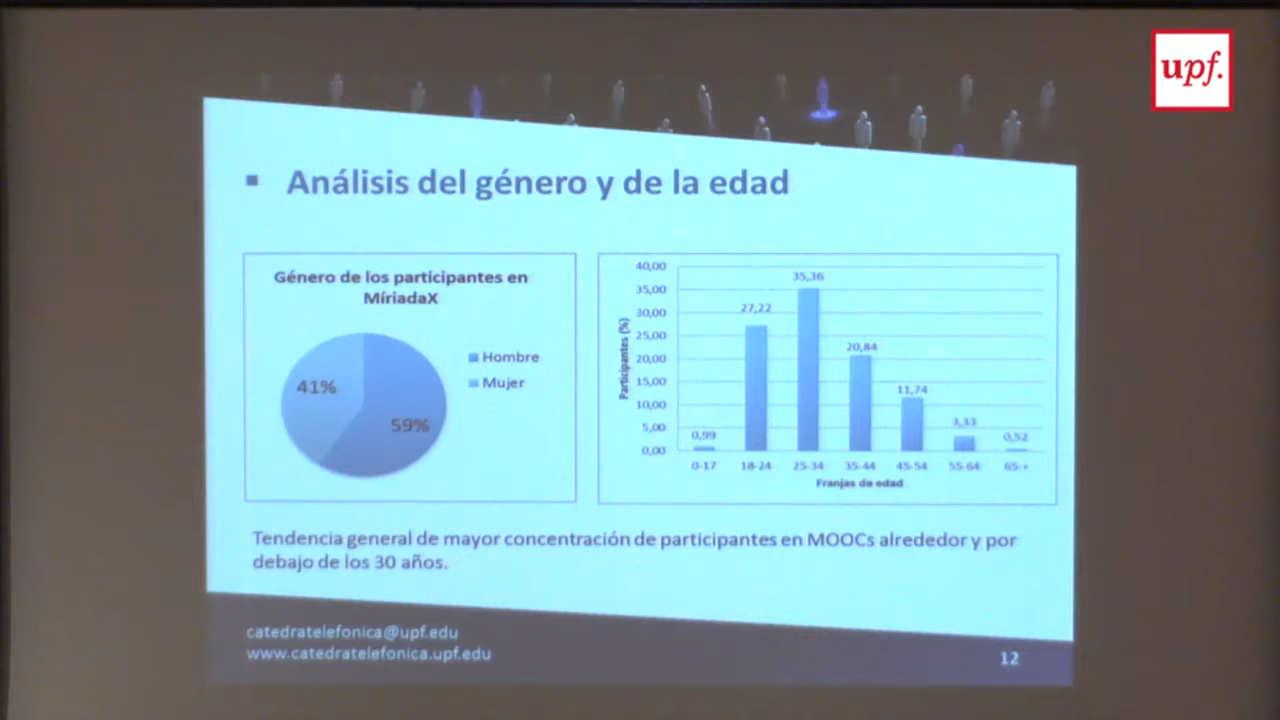 upf.
▪ Análisis del género y de la edad
Género de los participantes en
MíriadaX
Hombre
Mujer
41%
59%
Participantes (%)
40,00
35,00
30,00
25,00
20,00
15,00
10,00
5,00
0,00
0,99
27,22
35,36
20,84
11,74
3,33
0,52
0-17
18-24
25-34
35-44
45-54
55-64
65-+
Franjas de edad
Tendencia general de mayor concentración de participantes en MOOCs alrededor y por
debajo de los 30 años.
catedratelefonica@upf.edu
www.catedratelefonica.upf.edu
12